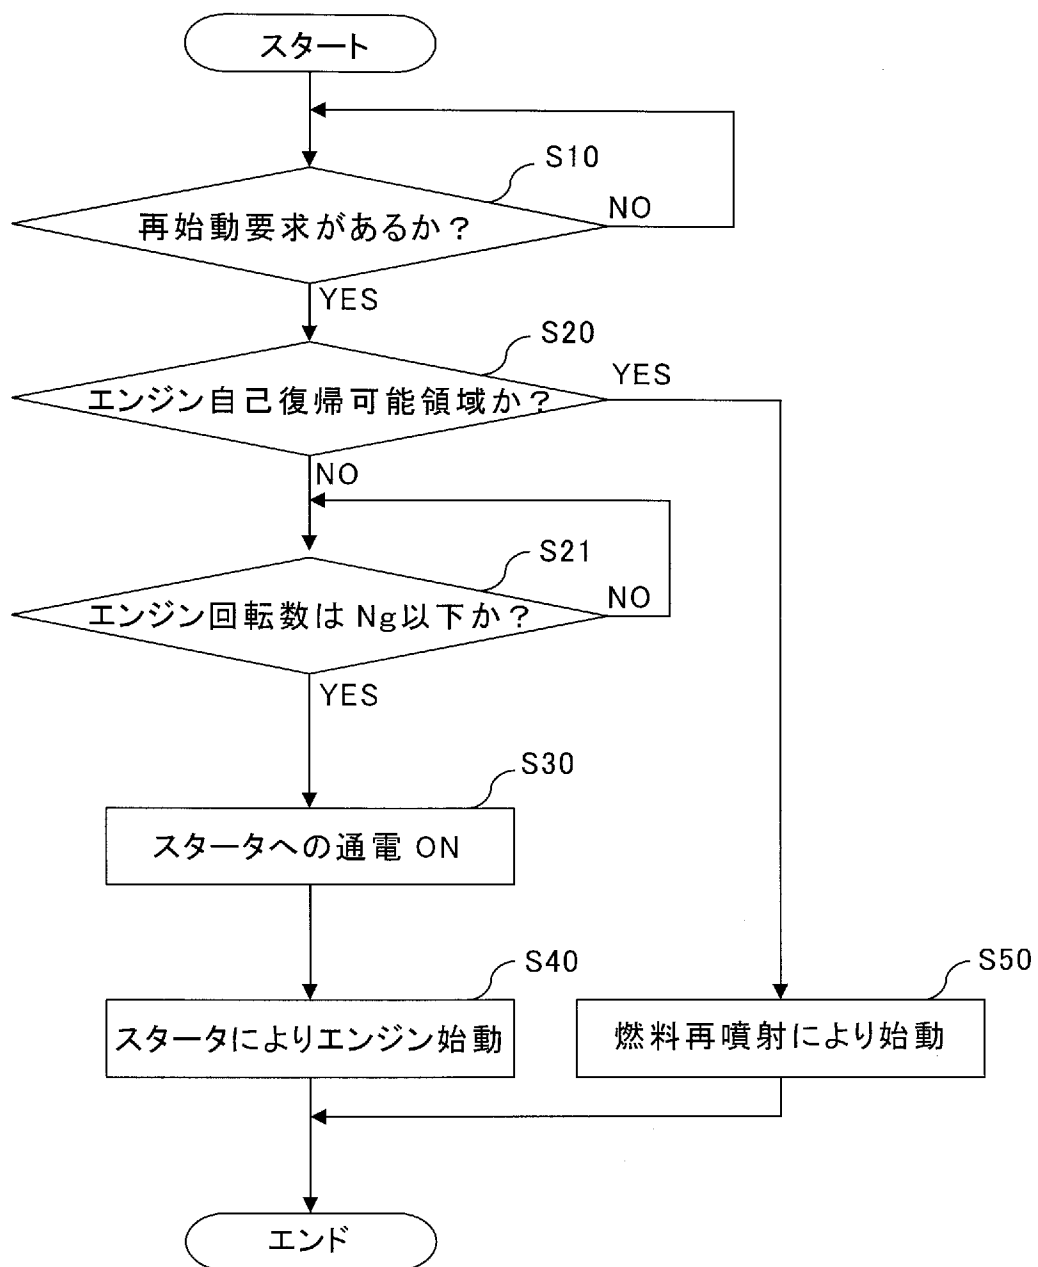 スタート
S10
再始動要求があるか？
NO
YES
S20
エンジン自己復帰可能領域か？
YES
NO
S21
エンジン回転数は Ng以下か？
NO
YES
S30
スタータへの通電 ON
S40
スタータによりエンジン始動
S50
燃料再噴射により始動
エンド